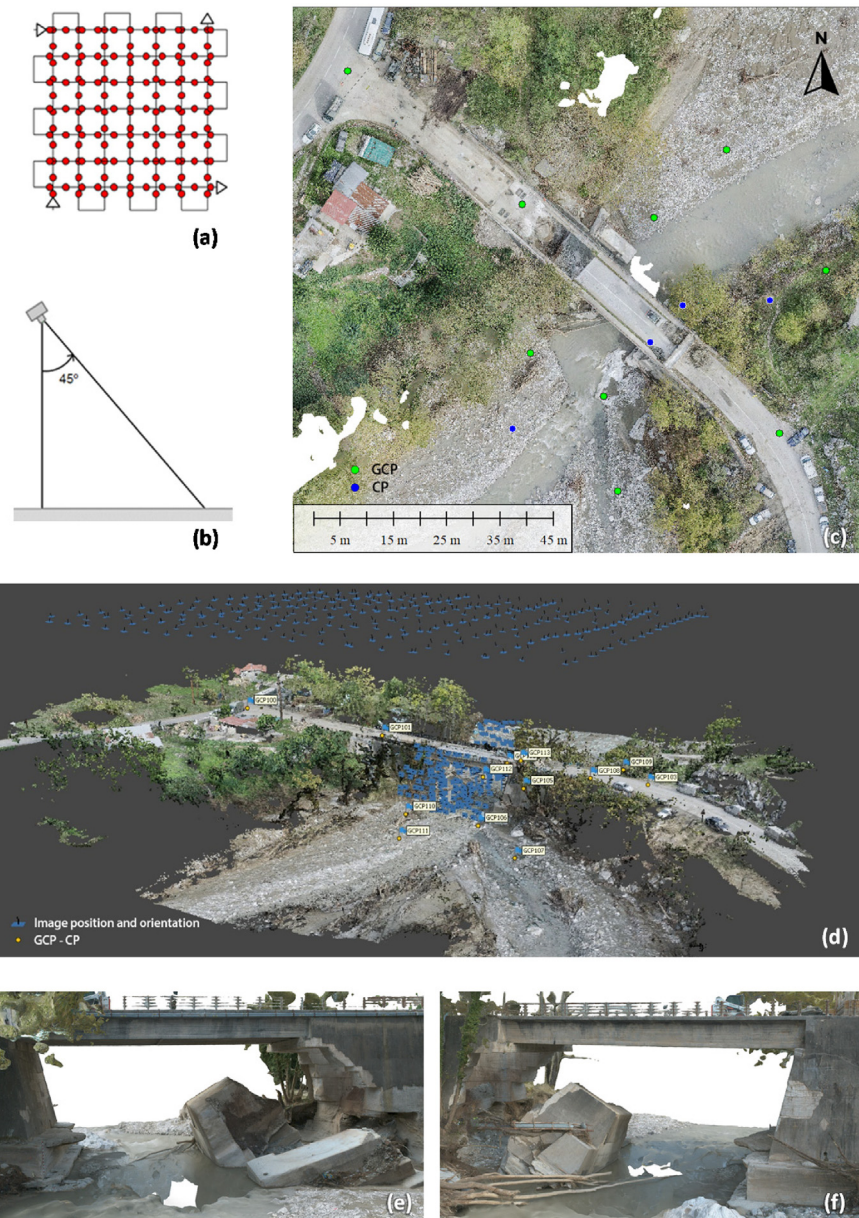 (a)
45°
(b)
N
GCP
CP
5 m 15 m 25 m 35 m 45 m
(c)
GCP100
GCP101
GCP113
GCP112
GCP109
GCP108
GCP105
GCP103
GCP110
GCP106
GCP111
GCP107
Image position and orientation
GCP - CP
(d)
(e)
(f)